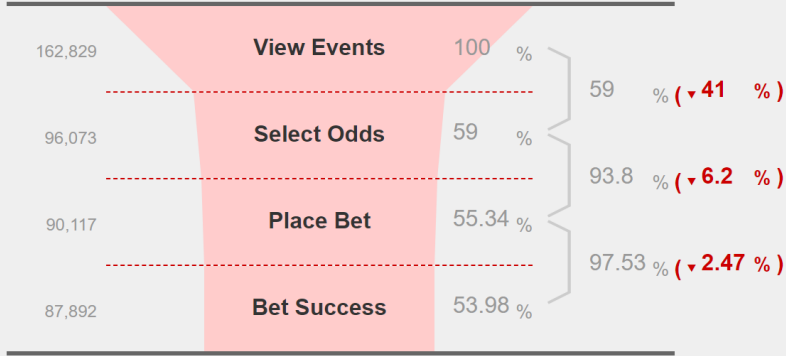 162,829 View Events 100 %
59 % ( ▼ 41 % )
96,073 Select Odds 59 %
93.8 % ( ▼ 6.2 % )
90,117 Place Bet 55.34 %
97.53 % ( ▼ 2.47 % )
87,892 Bet Success 53.98 %